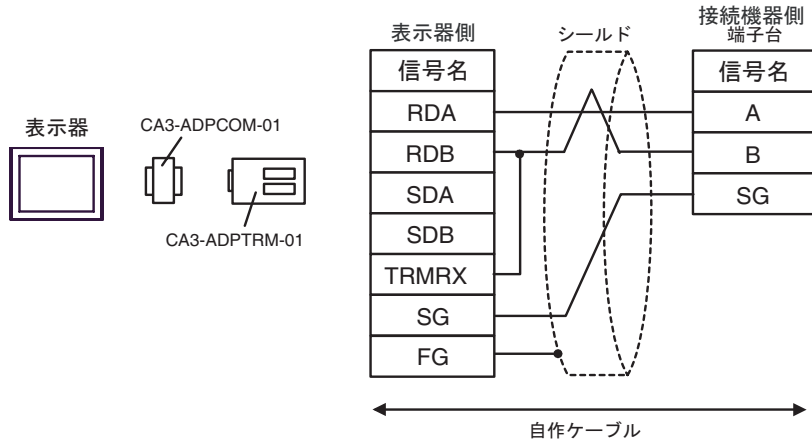 表示器
CA3-ADPCOM-01
CA3-ADPTRM-01
表示器側
信号名
RDA
RDB
SDA
SDB
TRMRX
SG
FG
シールド
接続機器側
端子台
信号名
A
B
SG
自作ケーブル